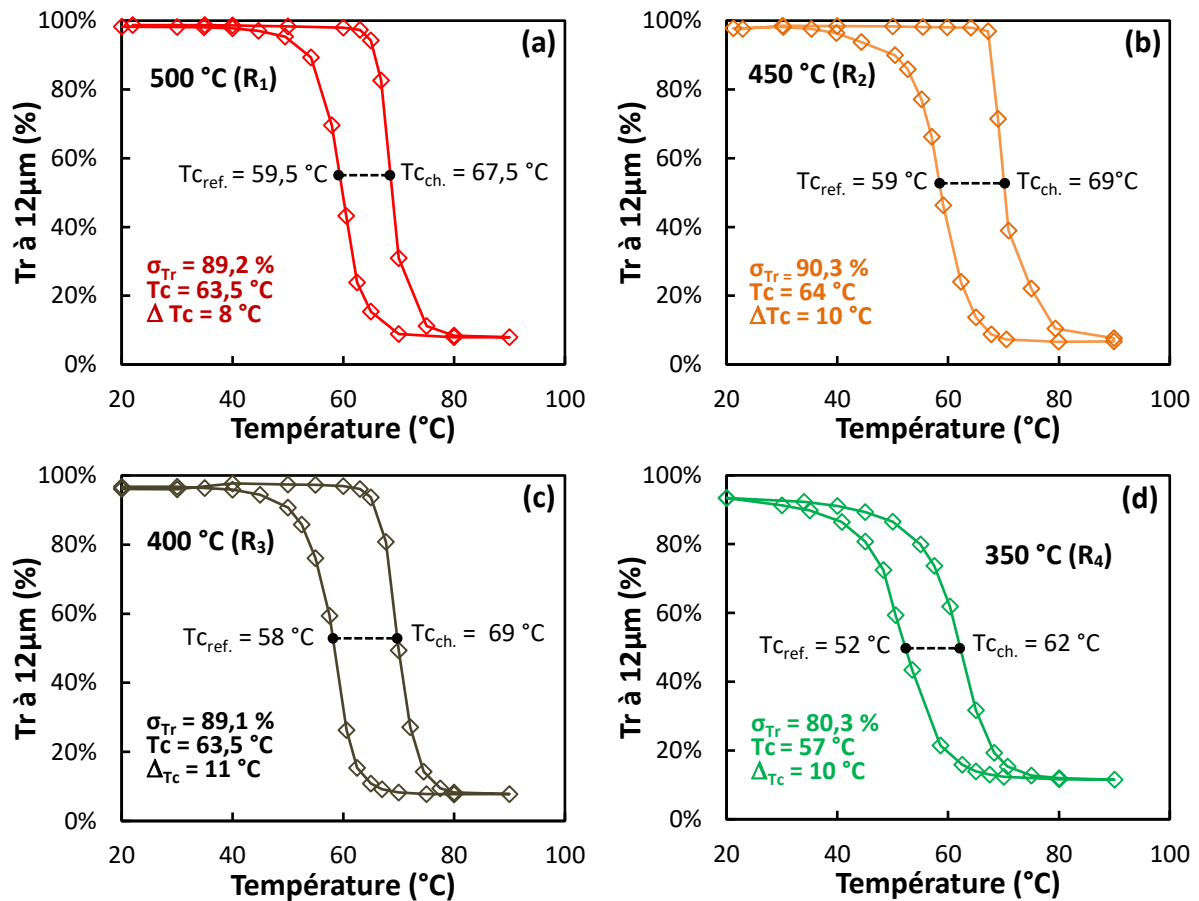 (a)
500 °C (R1)
Tcref. = 59,5 °C
Tcch. = 67,5 °C
σTr = 89,2 %
Tc = 63,5 °C
Δ Tc = 8 °C
Tr à 12µm (%)
100%
80%
60%
40%
20%
0%
20 40 60 80 100
Température (°C)
(b)
450 °C (R2)
Tcref. = 59 °C
Tcch. = 69°C
σTr = 90,3 %
Tc = 64 °C
ΔTc = 10 °C
Tr à 12µm (%)
100%
80%
60%
40%
20%
0%
20 40 60 80 100
Température (°C)
(c)
400 °C (R3)
Tcref. = 58 °C
Tcch. = 69 °C
σTr = 89,1 %
Tc = 63,5 °C
ΔTc = 11 °C
Tr à 12µm (%)
100%
80%
60%
40%
20%
0%
20 40 60 80 100
Température (°C)
(d)
350 °C (R4)
Tcref. = 52 °C
Tcch. = 62 °C
σTr = 80,3 %
Tc = 57 °C
ΔTc = 10 °C
Tr à 12µm (%)
100%
80%
60%
40%
20%
0%
20 40 60 80 100
Température (°C)